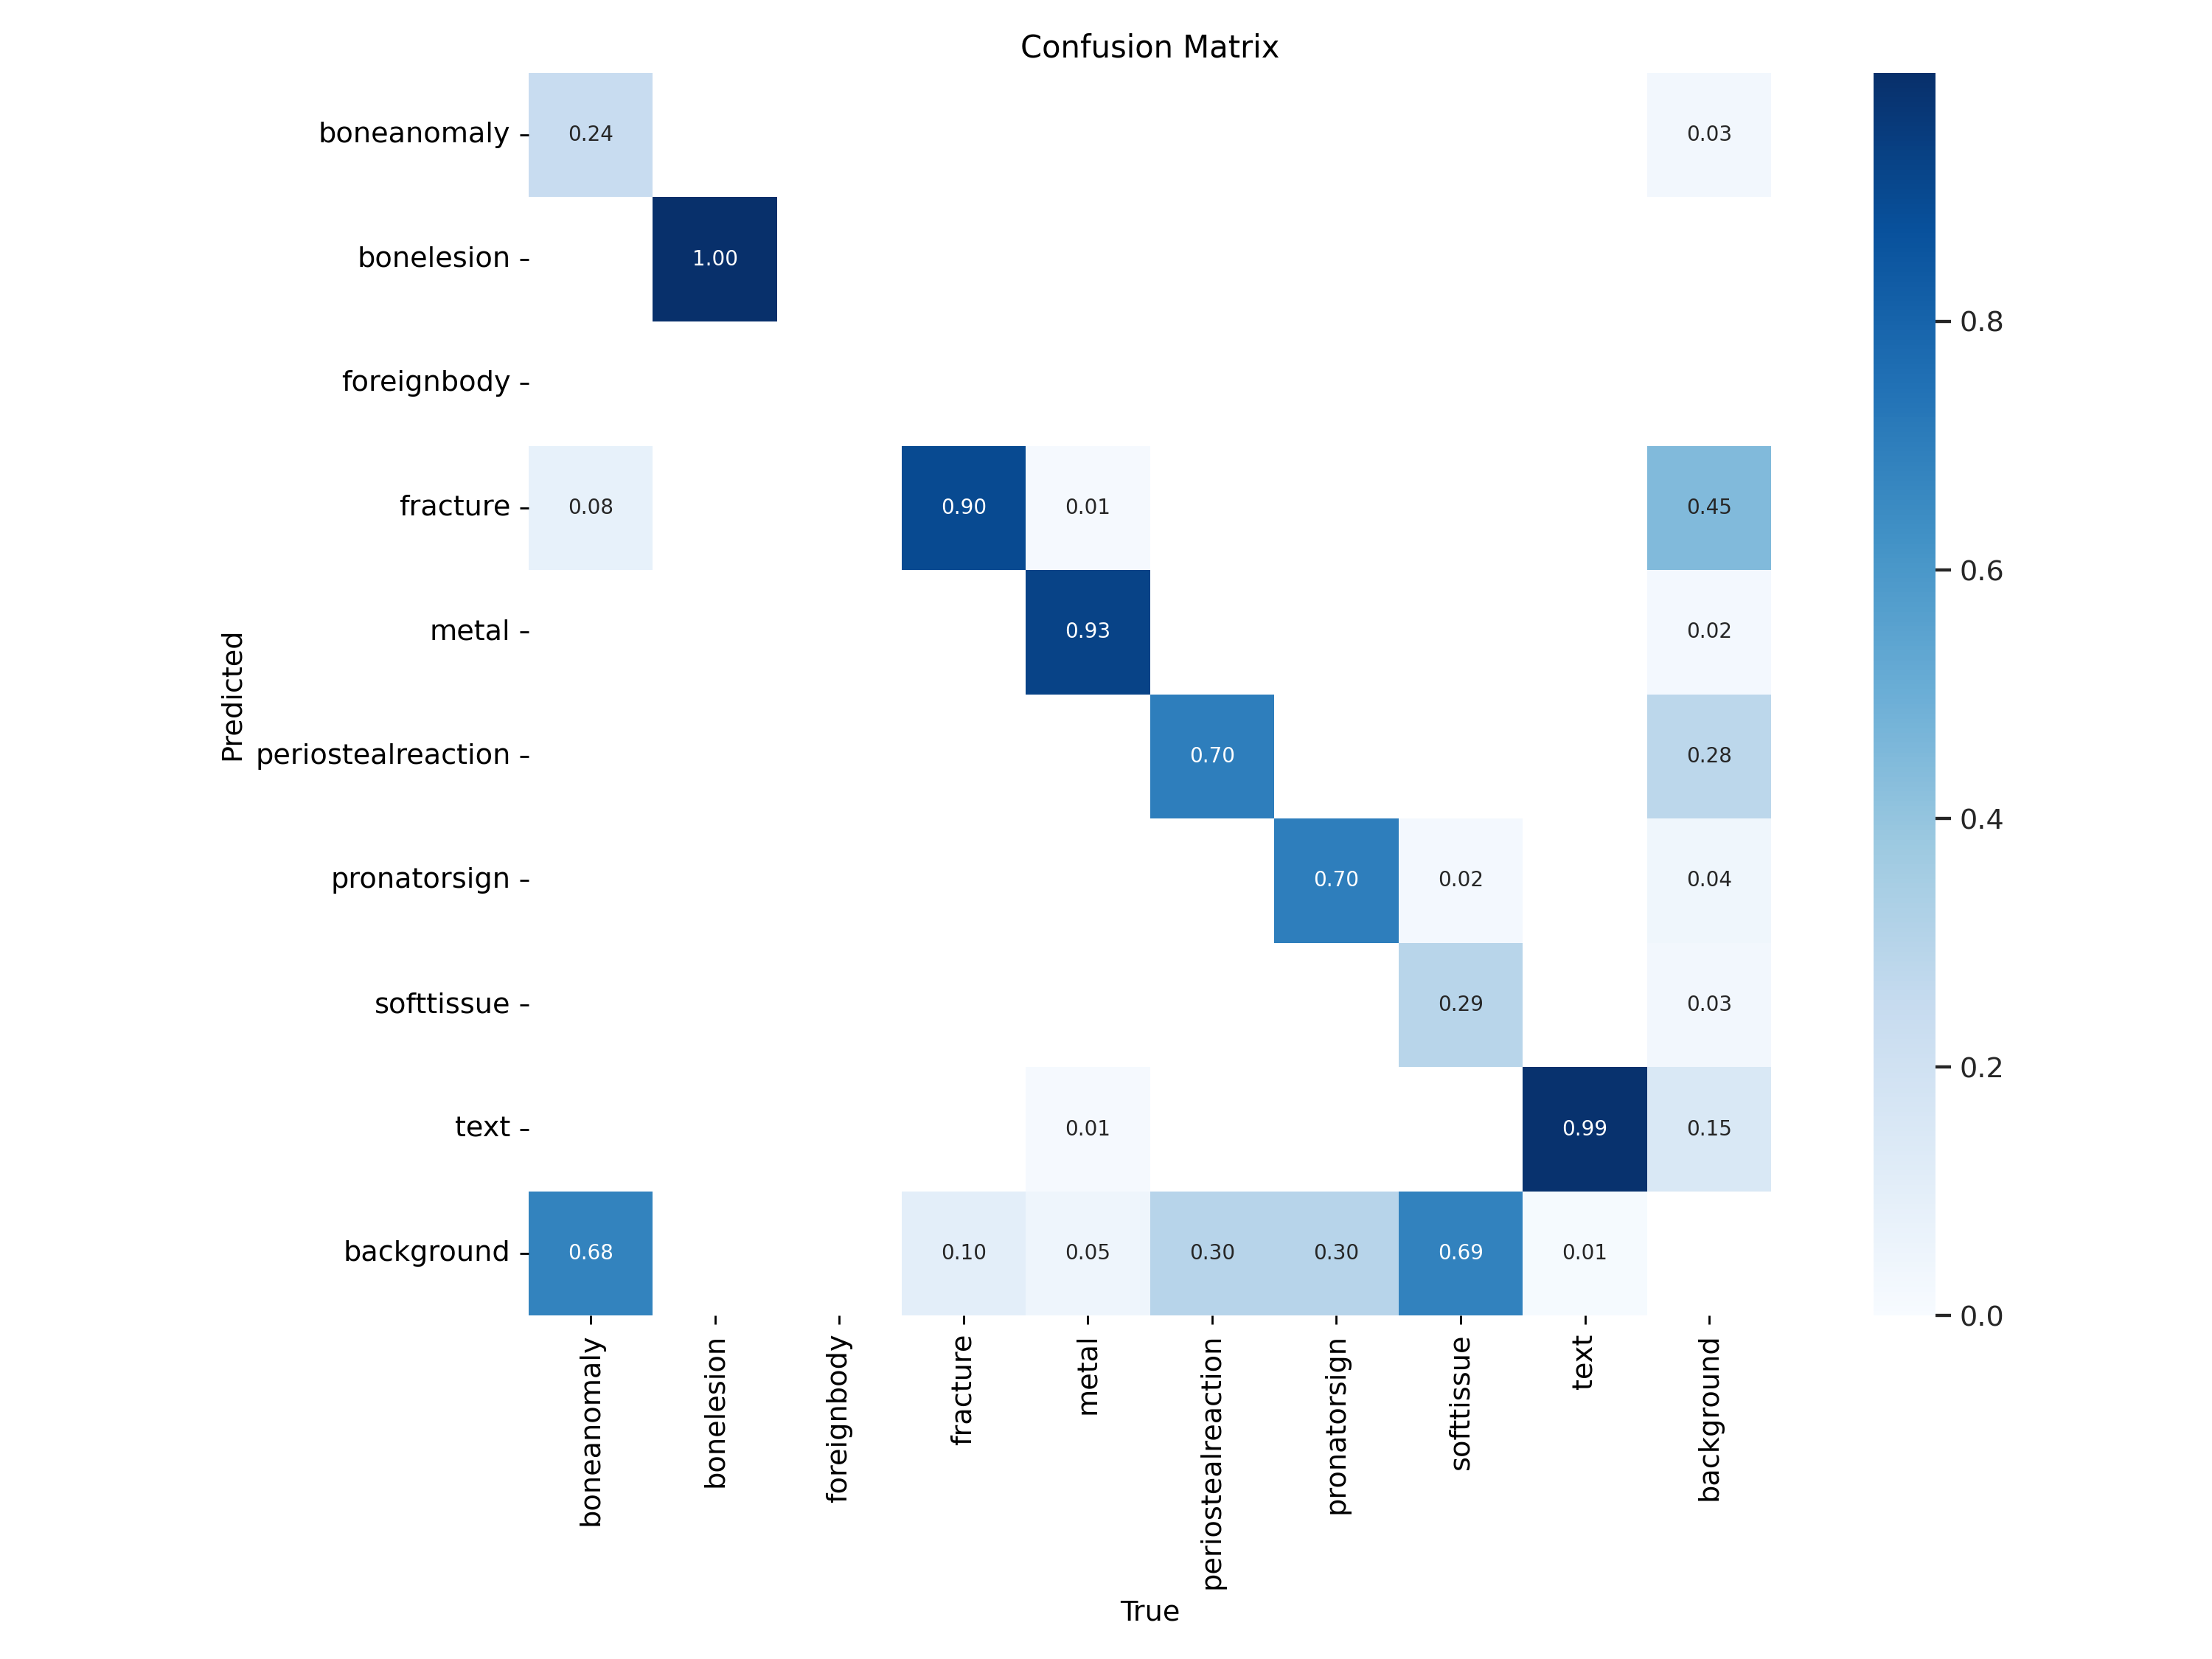 Confusion Matrix
boneanomaly 0.24 0.03
bonelesion 1.00
0.8
foreignbody
fracture 0.08 0.90 0.01 0.45
0.6
metal 0.93 0.02
Predicted
periostealreaction 0.70 0.28
0.4
pronatorsign 0.70 0.02 0.04
softtissue 0.29 0.03
0.2
text 0.01 0.99 0.15
background 0.68 0.10 0.05 0.30 0.30 0.69 0.01
0.0
boneanomaly
bonelesion
foreignbody
fracture
metal
periostealreaction
pronatorsign
softtissue
text
background
True